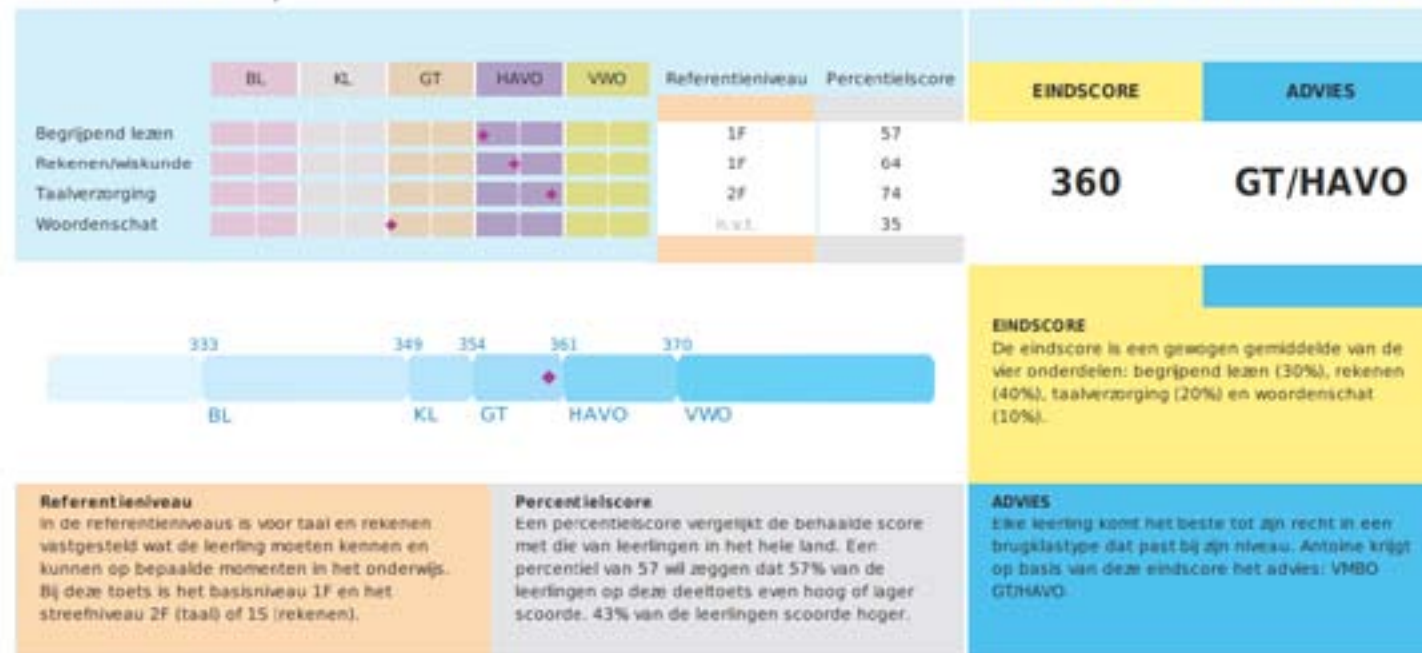 BL KL GT HAVO VWO Referentieniveau Percentielscore
Begrijpend lezen 1F 57
Rekenen/wiskunde 1F 64
Taalverzorging 2F 74
Woordenschat n.v.t. 35
EINDSCORE ADVIES
360 GT/HAVO
333 349 354 361 370
BL KL GT HAVO VWO
EINDSCORE
De eindscore is een gewogen gemiddelde van de
vier onderdelen: begrijpend lezen (30%), rekenen
(40%), taalverzorging (20%) en woordenschat
(10%).
Referentieniveau
In de referentieniveaus is voor taal en rekenen
vastgesteld wat de leerling moeten kennen en
kunnen op bepaalde momenten in het onderwijs.
Bij deze toets is het basisniveau 1F en het
streefniveau 2F (taal) of 1S (rekenen).
Percentielscore
Een percentielscore vergelijkt de behaalde score
met die van leerlingen in het hele land. Een
percentiel van 57 wil zeggen dat 57% van de
leerlingen op deze deeltoets even hoog of lager
scoorde. 43% van de leerlingen scoorde hoger.
ADVIES
Elke leerling komt het beste tot zijn recht in een
brugklastype dat past bij zijn niveau. Antoine krijgt
op basis van deze eindscore het advies: VMBO
GT/HAVO.